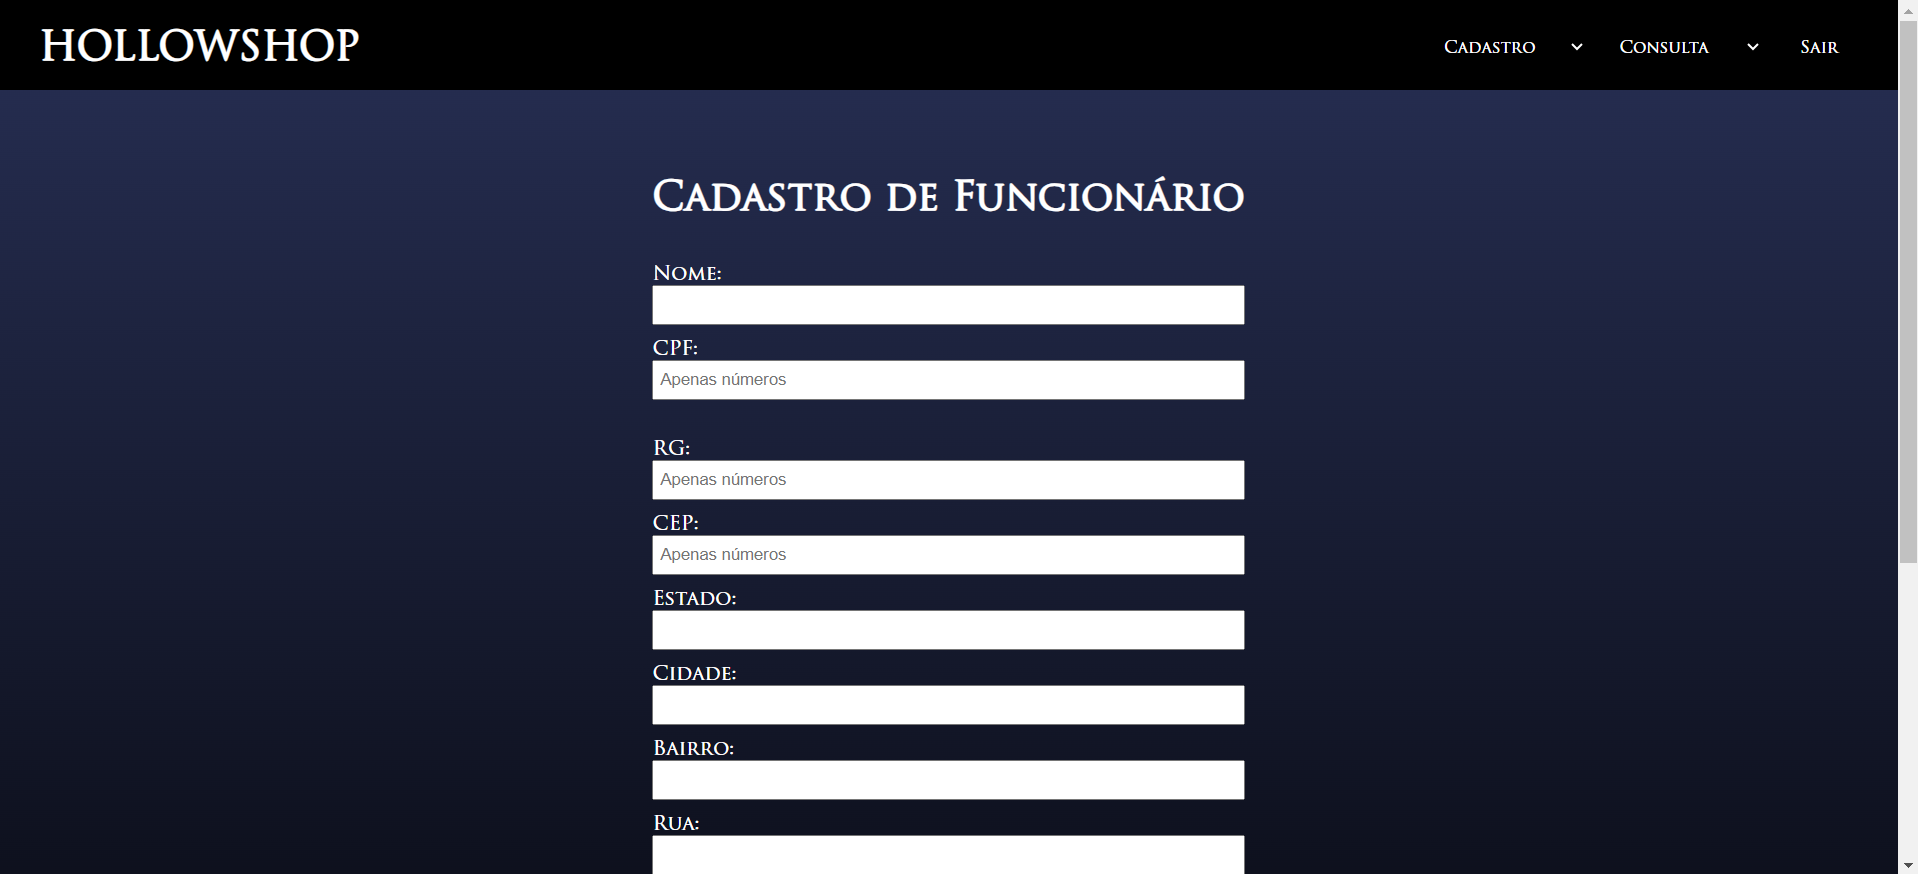 HOLLOWSHOP
Cadastro
Consulta
Sair
Cadastro de Funcionário
Nome:
CPF:
Apenas números
RG:
Apenas números
CEP:
Apenas números
Estado:
Cidade:
Bairro:
Rua: